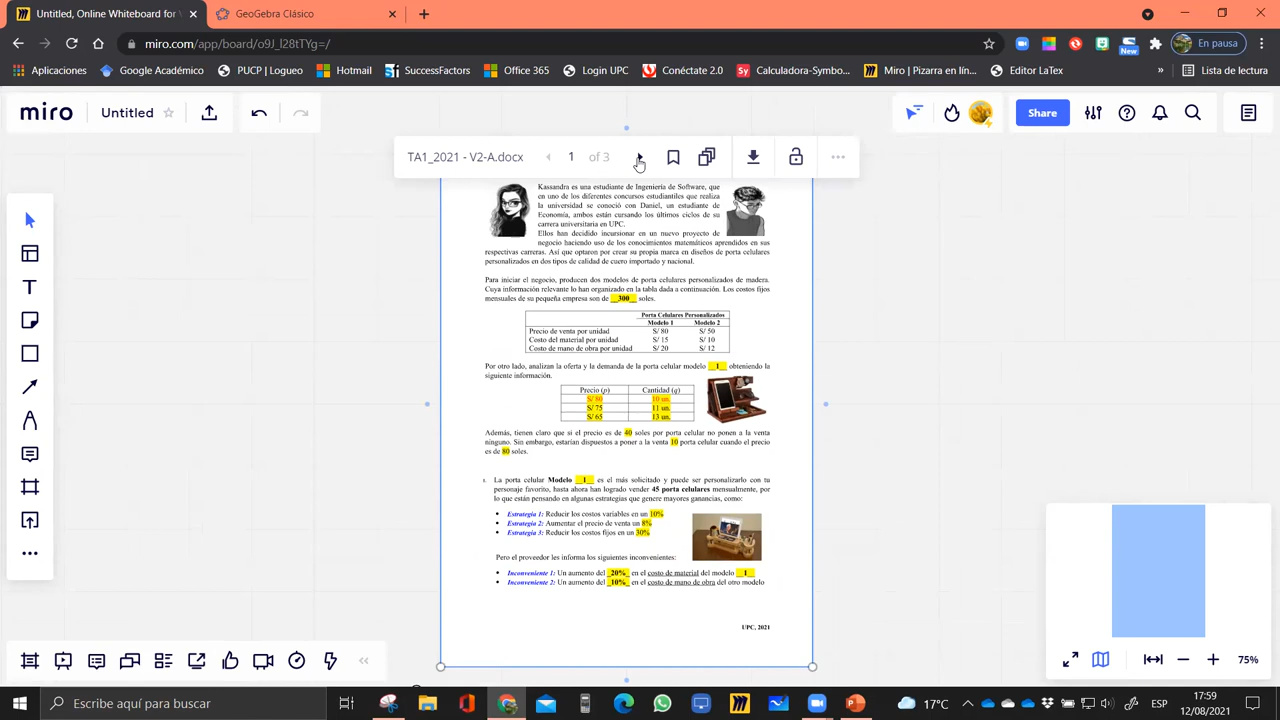 Untitled, Online Whiteboard for
GeoGebra Clásico
miro.com/app/board/o9J_l28tTYg=/
En pausa
Aplicaciones
PUCP | Logueo
Hotmail
SuccessFactors
Office 365
Conéctate 2.0
Calculadora-Symbo...
Miro | Pizarra en lín...
Editor LaTex
»
Lista de lectura
New
miro
Untitled
Share
TA1_2021 - V2-A.docx
1
of 3
Kassandra es una estudiante de Ingeniería de Software, que
en uno de los diferentes concursos estudiantiles que realiza
la universidad se conoció con Daniel, un estudiante de
Economía, ambos están cursando los últimos ciclos de su
carrera universitaria en UPC.
Ellos han decidido incursionar en un nuevo proyecto de
negocio haciendo uso de los conocimientos matemáticos aprendidos en sus
respectivas carreras. Así que optaron por crear su propia marca en diseños de porta celulares
personalizados en dos tipos de calidad de cuero importado y nacional.
Para iniciar el negocio, producen dos modelos de porta celulares personalizados de madera.
Cuya información relevante lo han organizado en la tabla dada a continuación. Los costos fijos
mensuales de su pequeña empresa son de __300__ soles.
Porta Celulares Personalizados
Modelo 1 Modelo 2
Precio de venta por unidad S/ 80 S/ 50
Costo del material por unidad S/ 15 S/ 10
Costo de mano de obra por unidad S/ 20 S/ 12
Por otro lado, analizan la oferta y la demanda de la porta celular modelo __1__ obteniendo la
siguiente información.
Precio (p) Cantidad (q)
S/ 80 10 un.
S/ 75 11 un.
S/ 65 13 un.
Además, tienen claro que si el precio es de 40 soles por porta celular no ponen a la venta
ninguno. Sin embargo, estarían dispuestos a poner a la venta 10 porta celular cuando el precio
es de 80 soles.
1. La porta celular Modelo __1__ es el más solicitado y puede ser personalizarlo con tu
personaje favorito, hasta ahora han logrado vender 45 porta celulares mensualmente, por
lo que están pensando en algunas estrategias que genere mayores ganancias, como:
• Estrategia 1: Reducir los costos variables en un 10%
• Estrategia 2: Aumentar el precio de venta un 8%
• Estrategia 3: Reducir los costos fijos en un 30%
Pero el proveedor les informa los siguientes inconvenientes:
• Inconveniente 1: Un aumento del _20%_ en el costo de material del modelo __1__
• Inconveniente 2: Un aumento del _10%_ en el costo de mano de obra del otro modelo
UPC, 2021
75%
Escribe aquí para buscar
17°C
ESP
17:59
12/08/2021